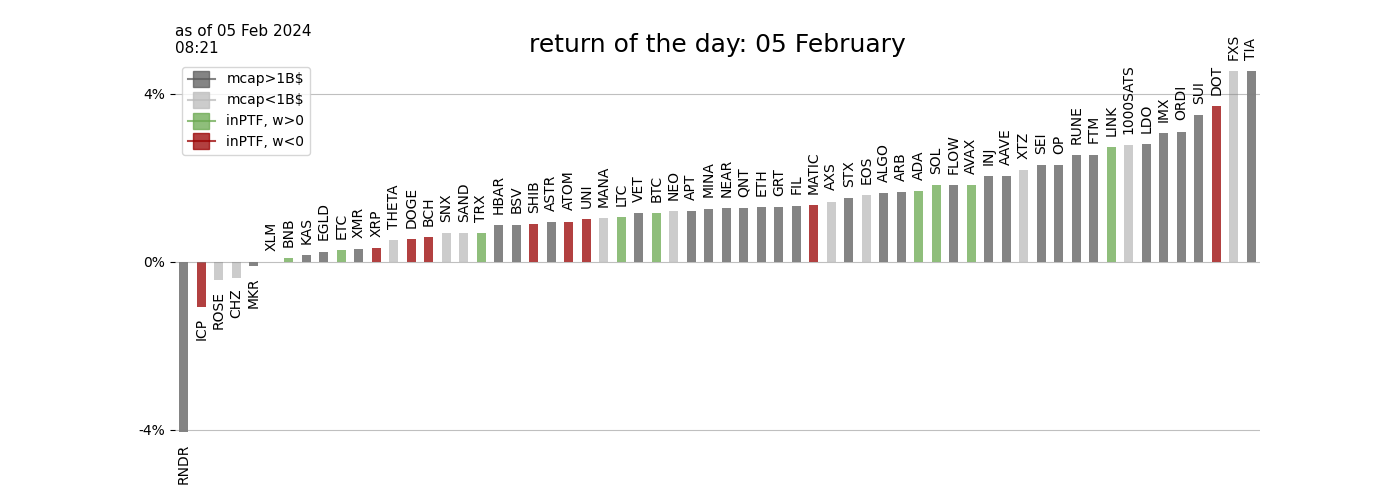 as of 05 Feb 2024
08:21
return of the day: 05 February
mcap>1B$
mcap<1B$
inPTF, w>0
inPTF, w<0
4%
0%
-4%
RNDR
ICP
ROSE
CHZ
MKR
XLM
BNB
KAS
EGLD
ETC
XMR
XRP
THETA
DOGE
BCH
SNX
SAND
TRX
HBAR
BSV
SHIB
ASTR
ATOM
UNI
MANA
LTC
VET
BTC
NEO
APT
MINA
NEAR
QNT
ETH
GRT
FIL
MATIC
AXS
STX
EOS
ALGO
ARB
ADA
SOL
FLOW
AVAX
INJ
AAVE
XTZ
SEI
OP
RUNE
FTM
LINK
1000SATS
LDO
IMX
ORDI
SUI
DOT
FXS
TIA